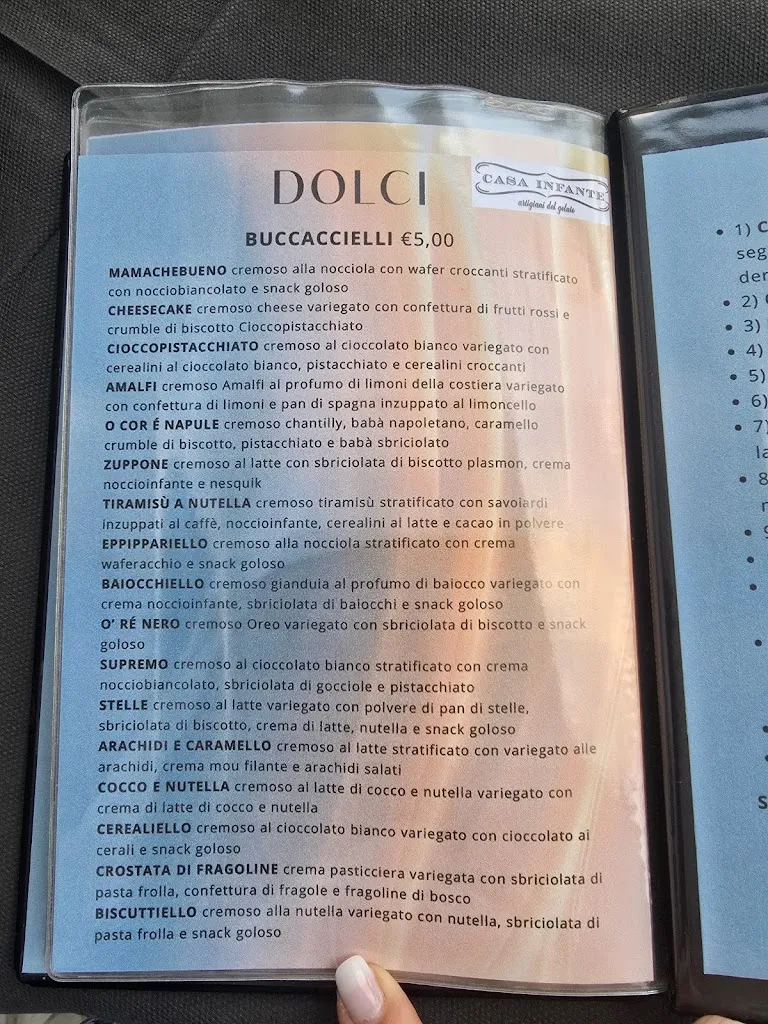 DOLCI
CASA INFANTE
artigiani del gelato
BUCCACCIELLI €5,00
MAMACHEBUENO cremoso alla nocciola con wafer croccanti stratificato
con nocciobiancolato e snack goloso
CHEESECAKE cremoso cheese variegato con confettura di frutti rossi e
crumble di biscotto Cioccopistacchiato
CIOCCOPISTACCHIATO cremoso al cioccolato bianco variegato con
cerealini al cioccolato bianco, pistacchiato e cerealini croccanti
AMALFI cremoso Amalfi al profumo di limoni della costiera variegato
con confettura di limoni e pan di spagna inzuppato al limoncello
O COR É NAPULE cremoso chantilly, babà napoletano, caramello
crumble di biscotto, pistacchiato e babà sbriciolato
ZUPPONE cremoso al latte con sbriciolata di biscotto plasmon, crema
noccioinfante e nesquik
TIRAMISÙ A NUTELLA cremoso tiramisù stratificato con savoiardi
inzuppati al caffè, noccioinfante, cerealini al latte e cacao in polvere
EPPIPPARIELLO cremoso alla nocciola stratificato con crema
waferacchio e snack goloso
BAIOCCHIELLO cremoso gianduia al profumo di baiocco variegato con
crema noccioinfante, sbriciolata di baiocchi e snack goloso
O' RÉ NERO cremoso Oreo variegato con sbriciolata di biscotto e snack
goloso
SUPREMO cremoso al cioccolato bianco stratificato con crema
nocciobiancolato, sbriciolata di gocciole e pistacchiato
STELLE cremoso al latte variegato con polvere di pan di stelle,
sbriciolata di biscotto, crema di latte, nutella e snack goloso
ARACHIDI E CARAMELLO cremoso al latte stratificato con variegato alle
arachidi, crema mou filante e arachidi salati
COCCO E NUTELLA cremoso al latte di cocco e nutella variegato con
crema di latte di cocco e nutella
CEREALIELLO cremoso al cioccolato bianco variegato con cioccolato ai
cerali e snack goloso
CROSTATA DI FRAGOLINE crema pasticciera variegata con sbriciolata di
pasta frolla, confettura di fragole e fragoline di bosco
BISCUTTIELLO cremoso alla nutella variegato con nutella, sbriciolata di
pasta frolla e snack goloso
• 1)
seg
der
• 2)
• 3)
• 4)
• 5)
• 6)
• 7)
la
• 8